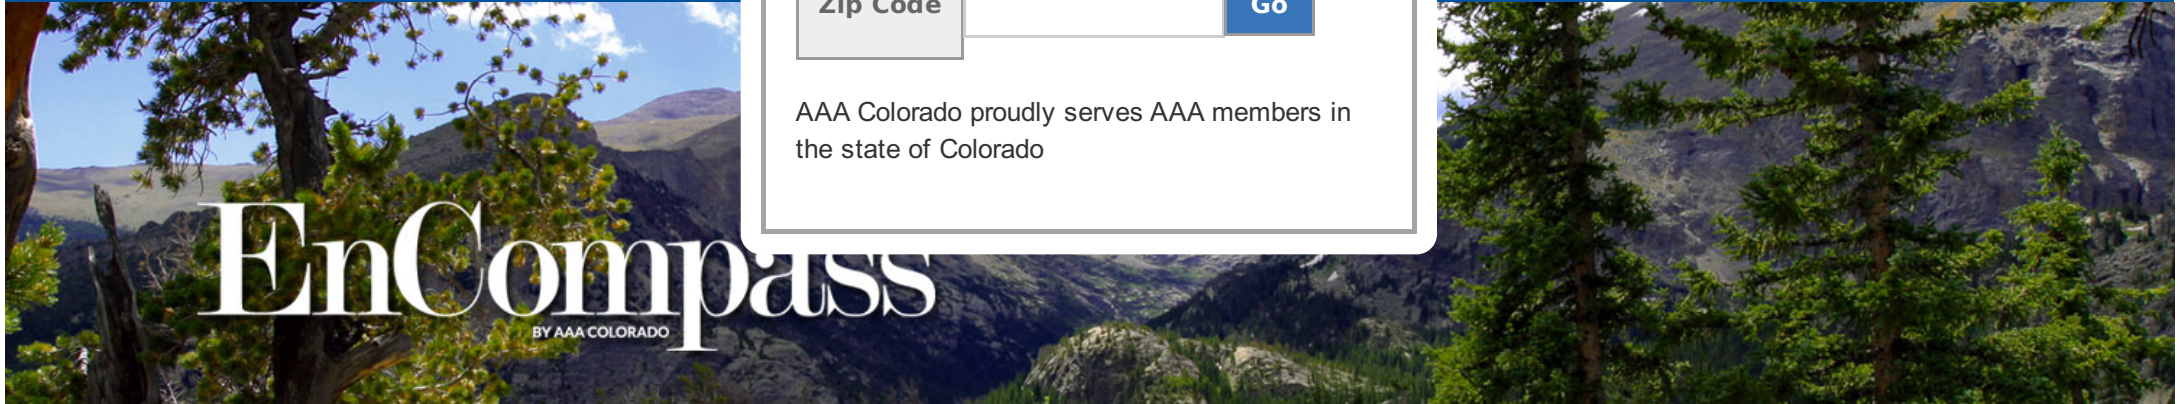 Zip Code
Go
AAA Colorado proudly serves AAA members in
the state of Colorado
EnCompass
BY AAA COLORADO